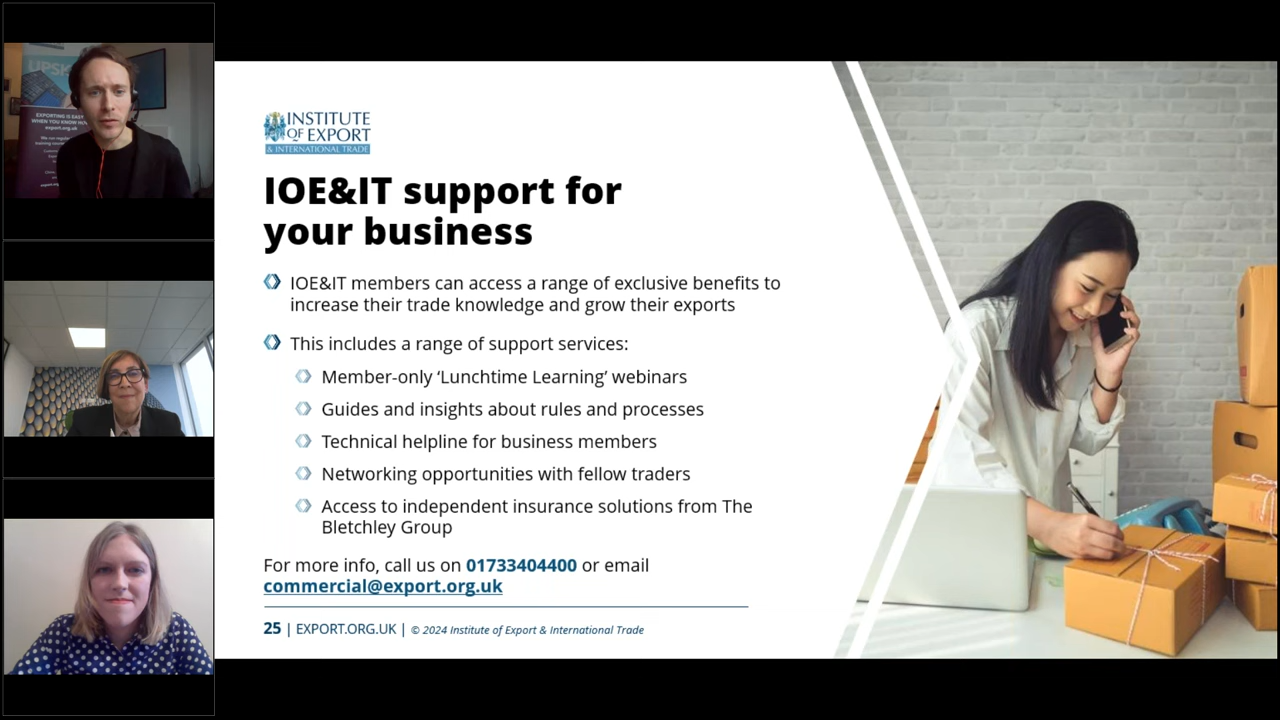 UPSK
EXPORTING IS EAS
WHEN YOU KNOW
export.org.uk
INSTITUTE
OF EXPORT
& INTERNATIONAL TRADE
IOE&IT support for
your business
IOE&IT members can access a range of exclusive benefits to
increase their trade knowledge and grow their exports
This includes a range of support services:
Member-only ‘Lunchtime Learning’ webinars
Guides and insights about rules and processes
Technical helpline for business members
Networking opportunities with fellow traders
Access to independent insurance solutions from The
Bletchley Group
For more info, call us on 01733404400 or email
commercial@export.org.uk
25 | EXPORT.ORG.UK | © 2024 Institute of Export & International Trade